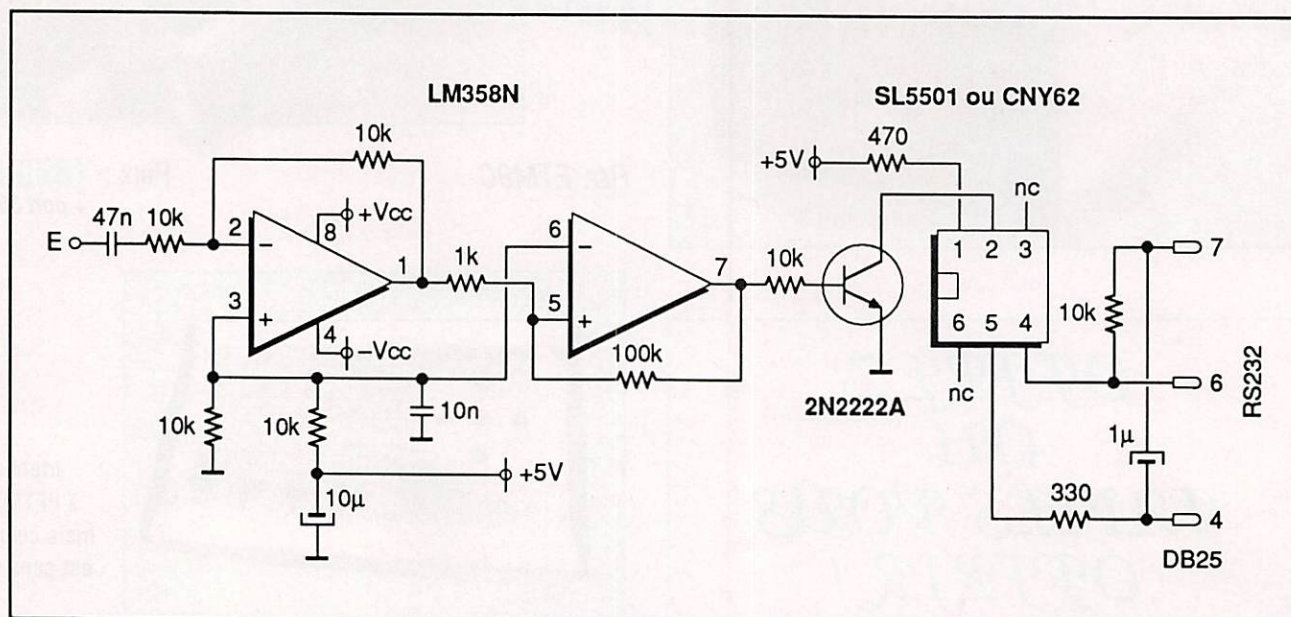 LM358N
SL5501 ou CNY62
10k
470
+5V
nc
E
47n
10k
2
−
8
+Vcc
1
1k
6
−
7
10k
1 2 3
7
3
+
4
−Vcc
5
+
100k
6 5 4
10k
nc
6
2N2222A
RS232
10k
10k
10n
+5V
10µ
1µ
330
4
DB25